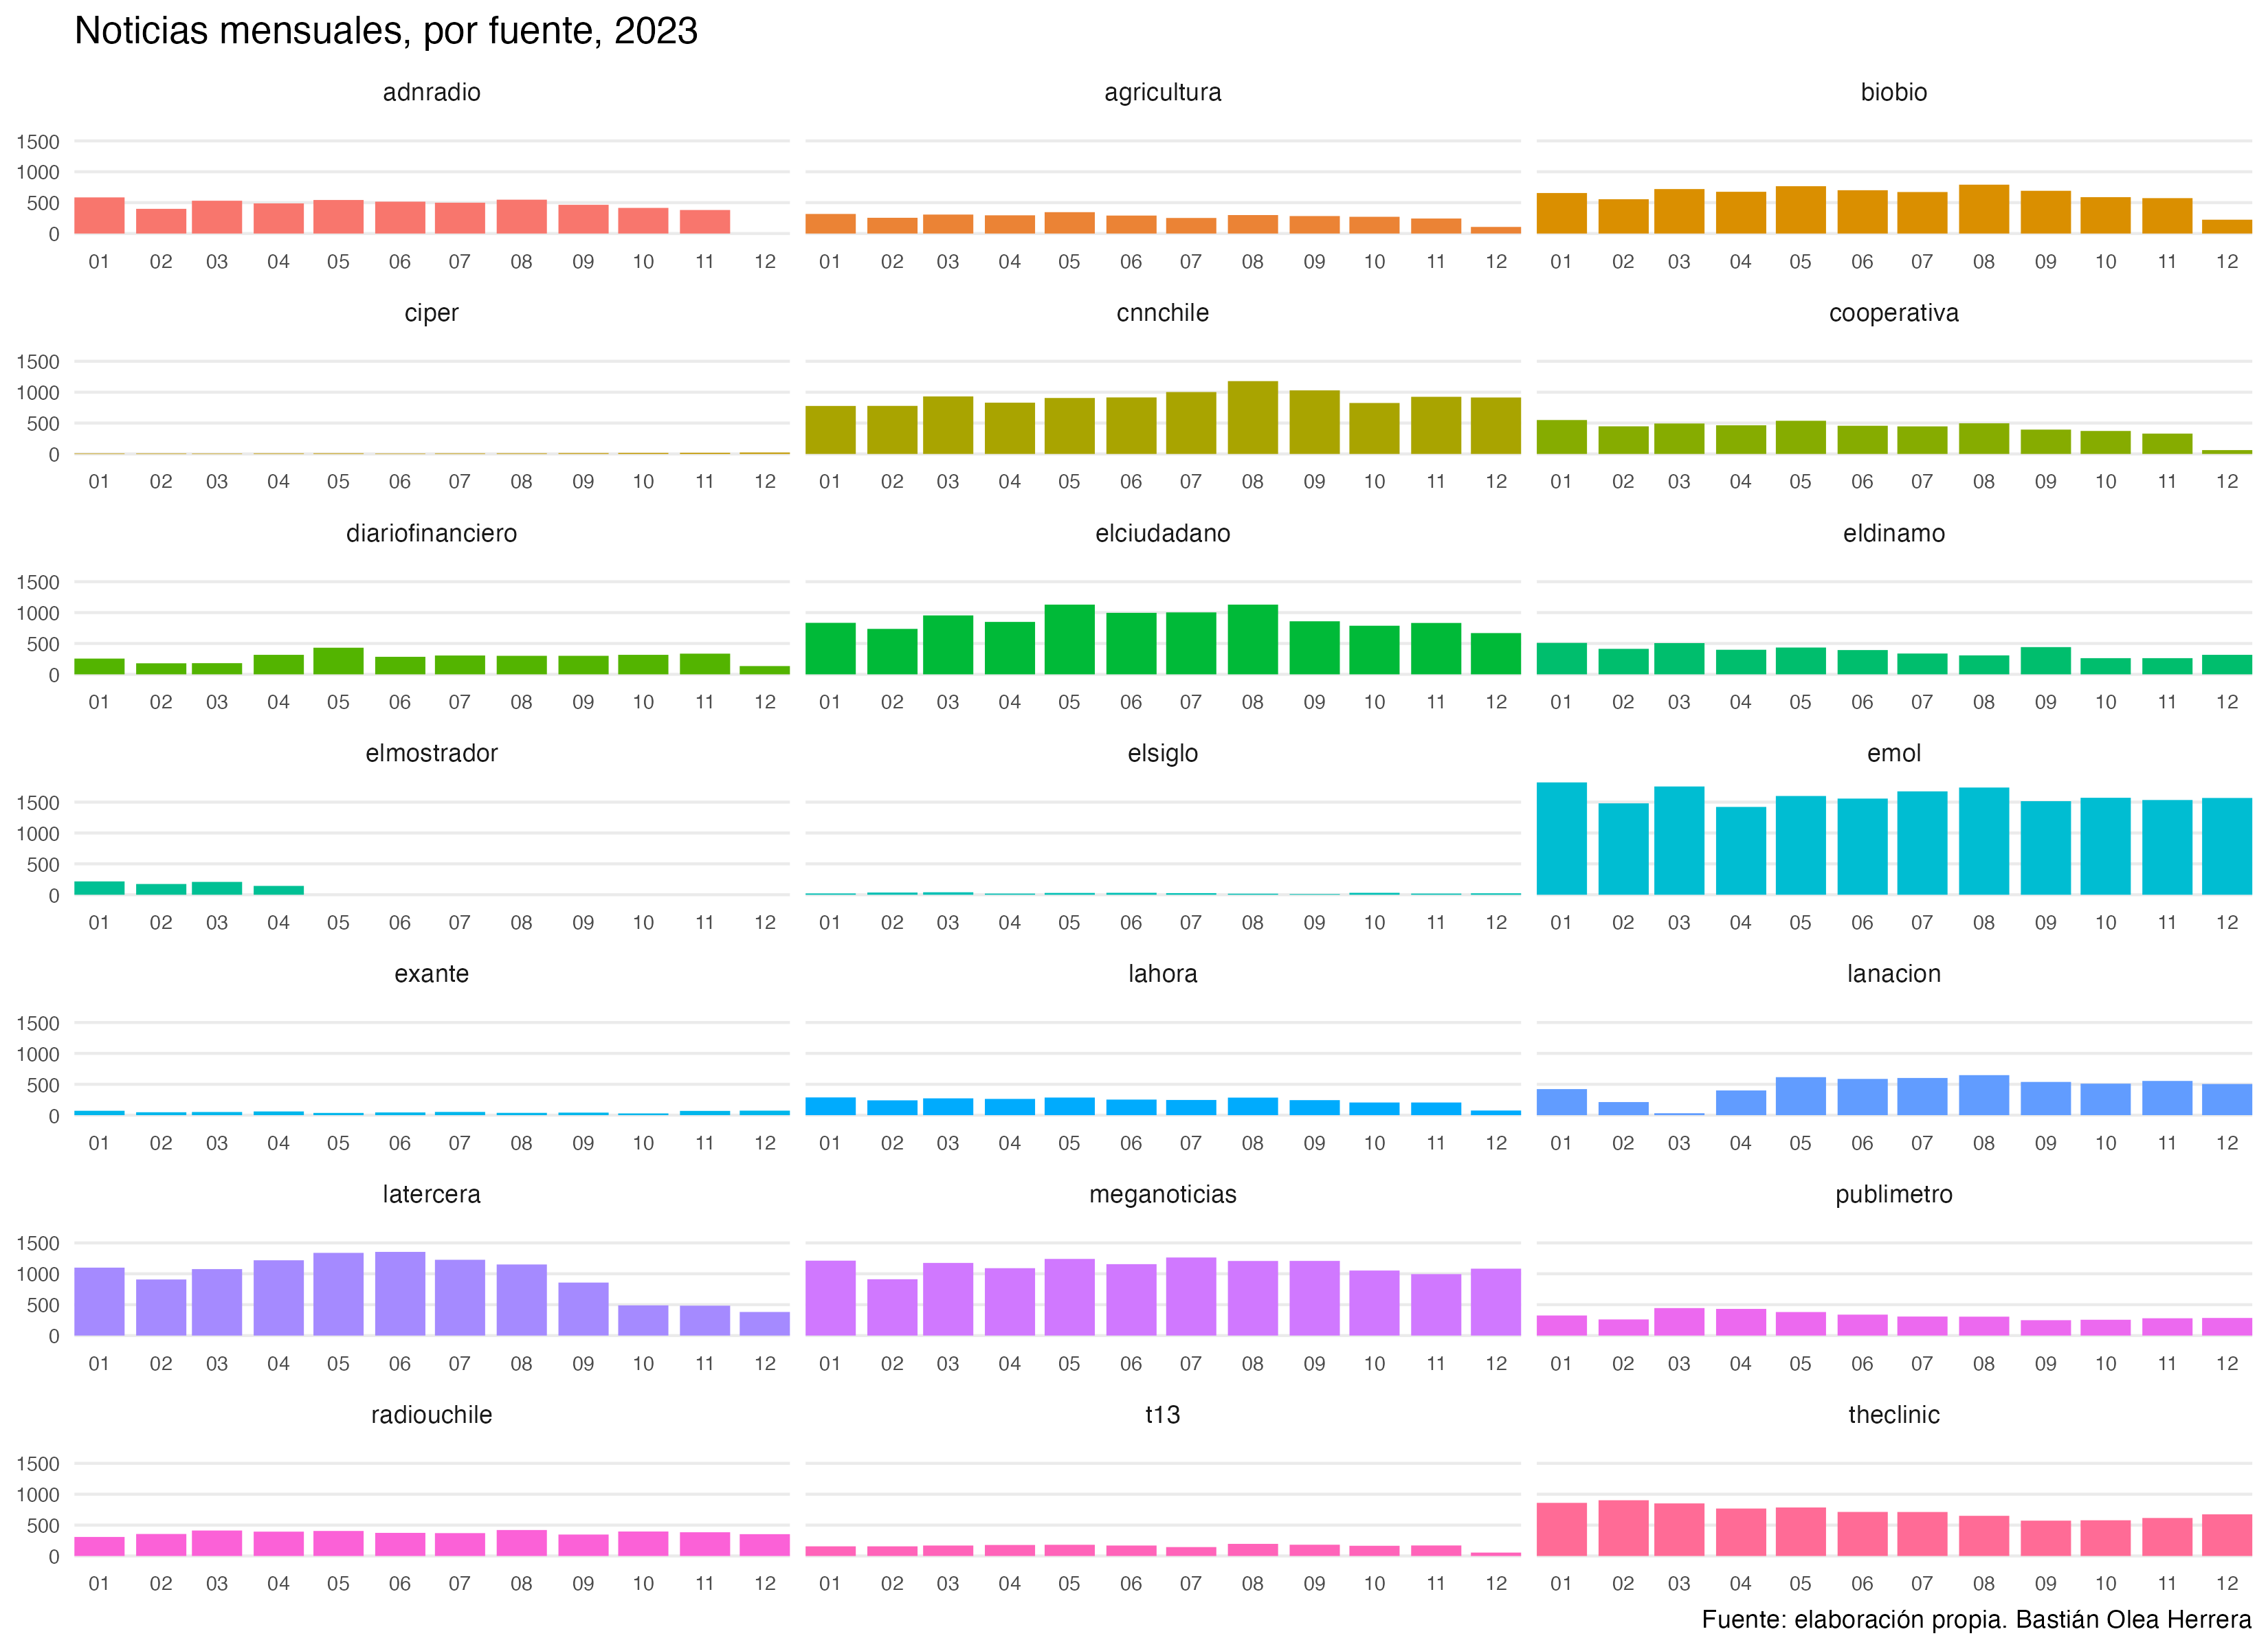 Noticias mensuales, por fuente, 2023
adnradio agricultura biobio
1500
1000
500
0
01 02 03 04 05 06 07 08 09 10 11 12 01 02 03 04 05 06 07 08 09 10 11 12 01 02 03 04 05 06 07 08 09 10 11 12
ciper cnnchile cooperativa
1500
1000
500
0
01 02 03 04 05 06 07 08 09 10 11 12 01 02 03 04 05 06 07 08 09 10 11 12 01 02 03 04 05 06 07 08 09 10 11 12
diariofinanciero elciudadano eldinamo
1500
1000
500
0
01 02 03 04 05 06 07 08 09 10 11 12 01 02 03 04 05 06 07 08 09 10 11 12 01 02 03 04 05 06 07 08 09 10 11 12
elmostrador elsiglo emol
1500
1000
500
0
01 02 03 04 05 06 07 08 09 10 11 12 01 02 03 04 05 06 07 08 09 10 11 12 01 02 03 04 05 06 07 08 09 10 11 12
exante lahora lanacion
1500
1000
500
0
01 02 03 04 05 06 07 08 09 10 11 12 01 02 03 04 05 06 07 08 09 10 11 12 01 02 03 04 05 06 07 08 09 10 11 12
latercera meganoticias publimetro
1500
1000
500
0
01 02 03 04 05 06 07 08 09 10 11 12 01 02 03 04 05 06 07 08 09 10 11 12 01 02 03 04 05 06 07 08 09 10 11 12
radiouchile t13 theclinic
1500
1000
500
0
01 02 03 04 05 06 07 08 09 10 11 12 01 02 03 04 05 06 07 08 09 10 11 12 01 02 03 04 05 06 07 08 09 10 11 12
Fuente: elaboración propia. Bastián Olea Herrera